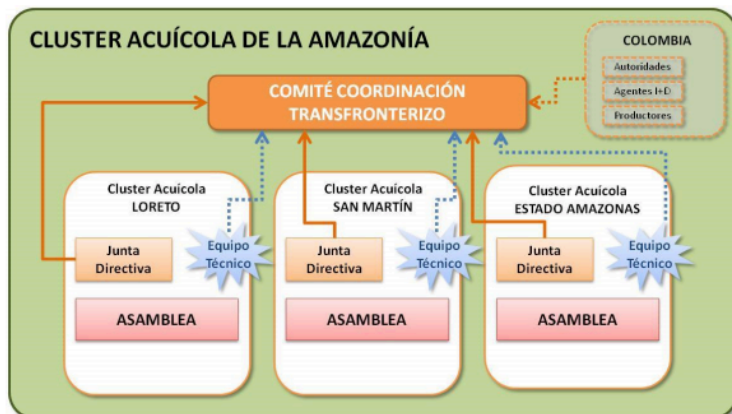 CLUSTER ACUÍCOLA DE LA AMAZONÍA
COLOMBIA
Autoridades
Agentes I+D
Productores
COMITÉ COORDINACIÓN
TRANSFRONTERIZO
Cluster Acuícola
LORETO
Junta
Directiva
Equipo
Técnico
ASAMBLEA
Cluster Acuícola
SAN MARTÍN
Junta
Directiva
Equipo
Técnico
ASAMBLEA
Cluster Acuícola
ESTADO AMAZONAS
Junta
Directiva
Equipo
Técnico
ASAMBLEA